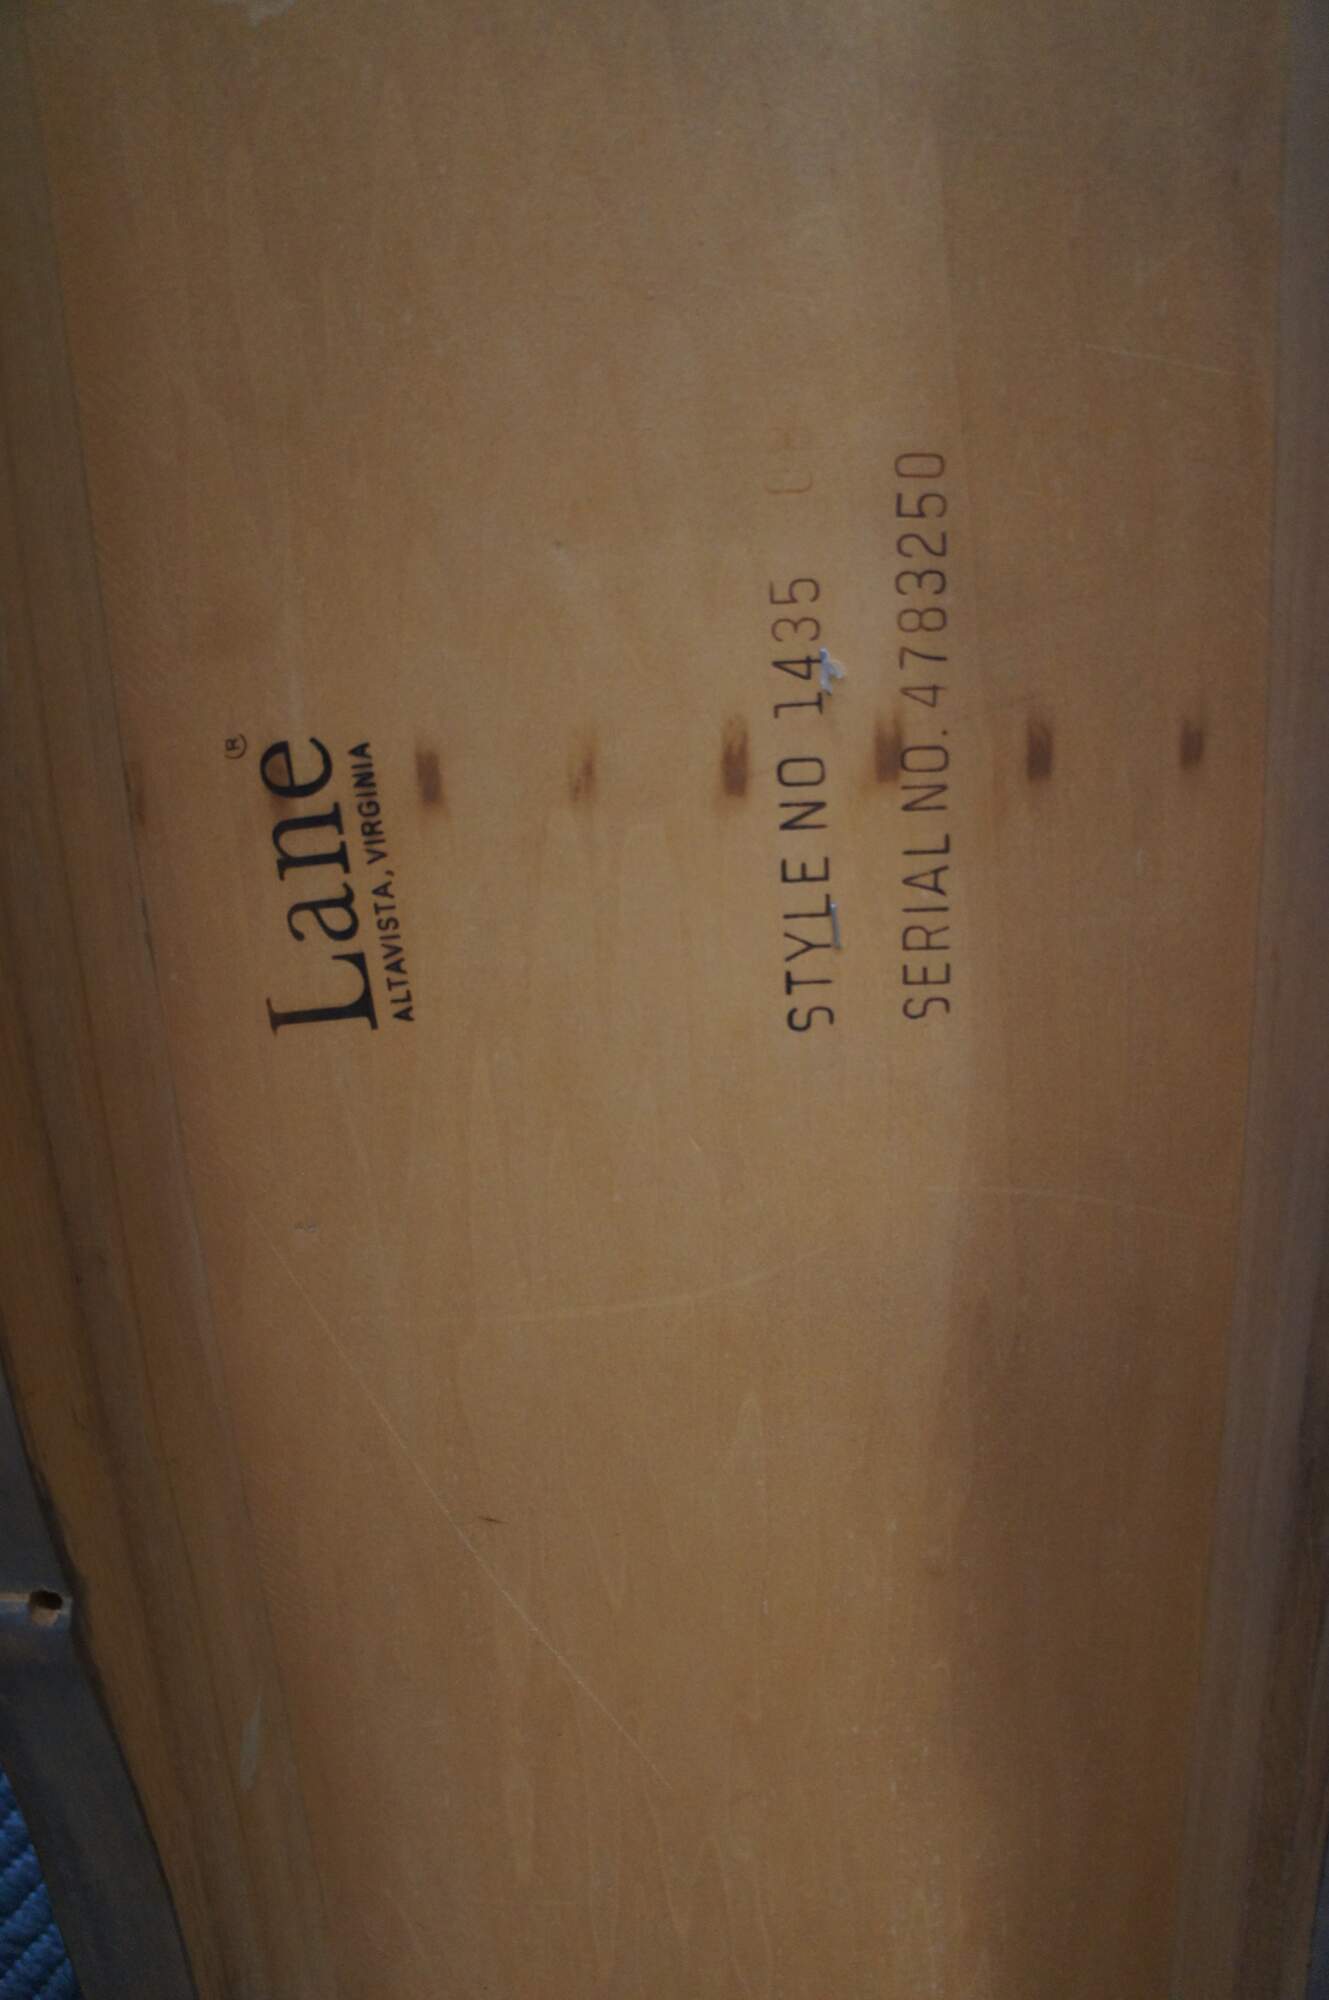 Lane®
ALTAVISTA, VIRGINIA
STYLE NO 1435
SERIAL NO. 4783250